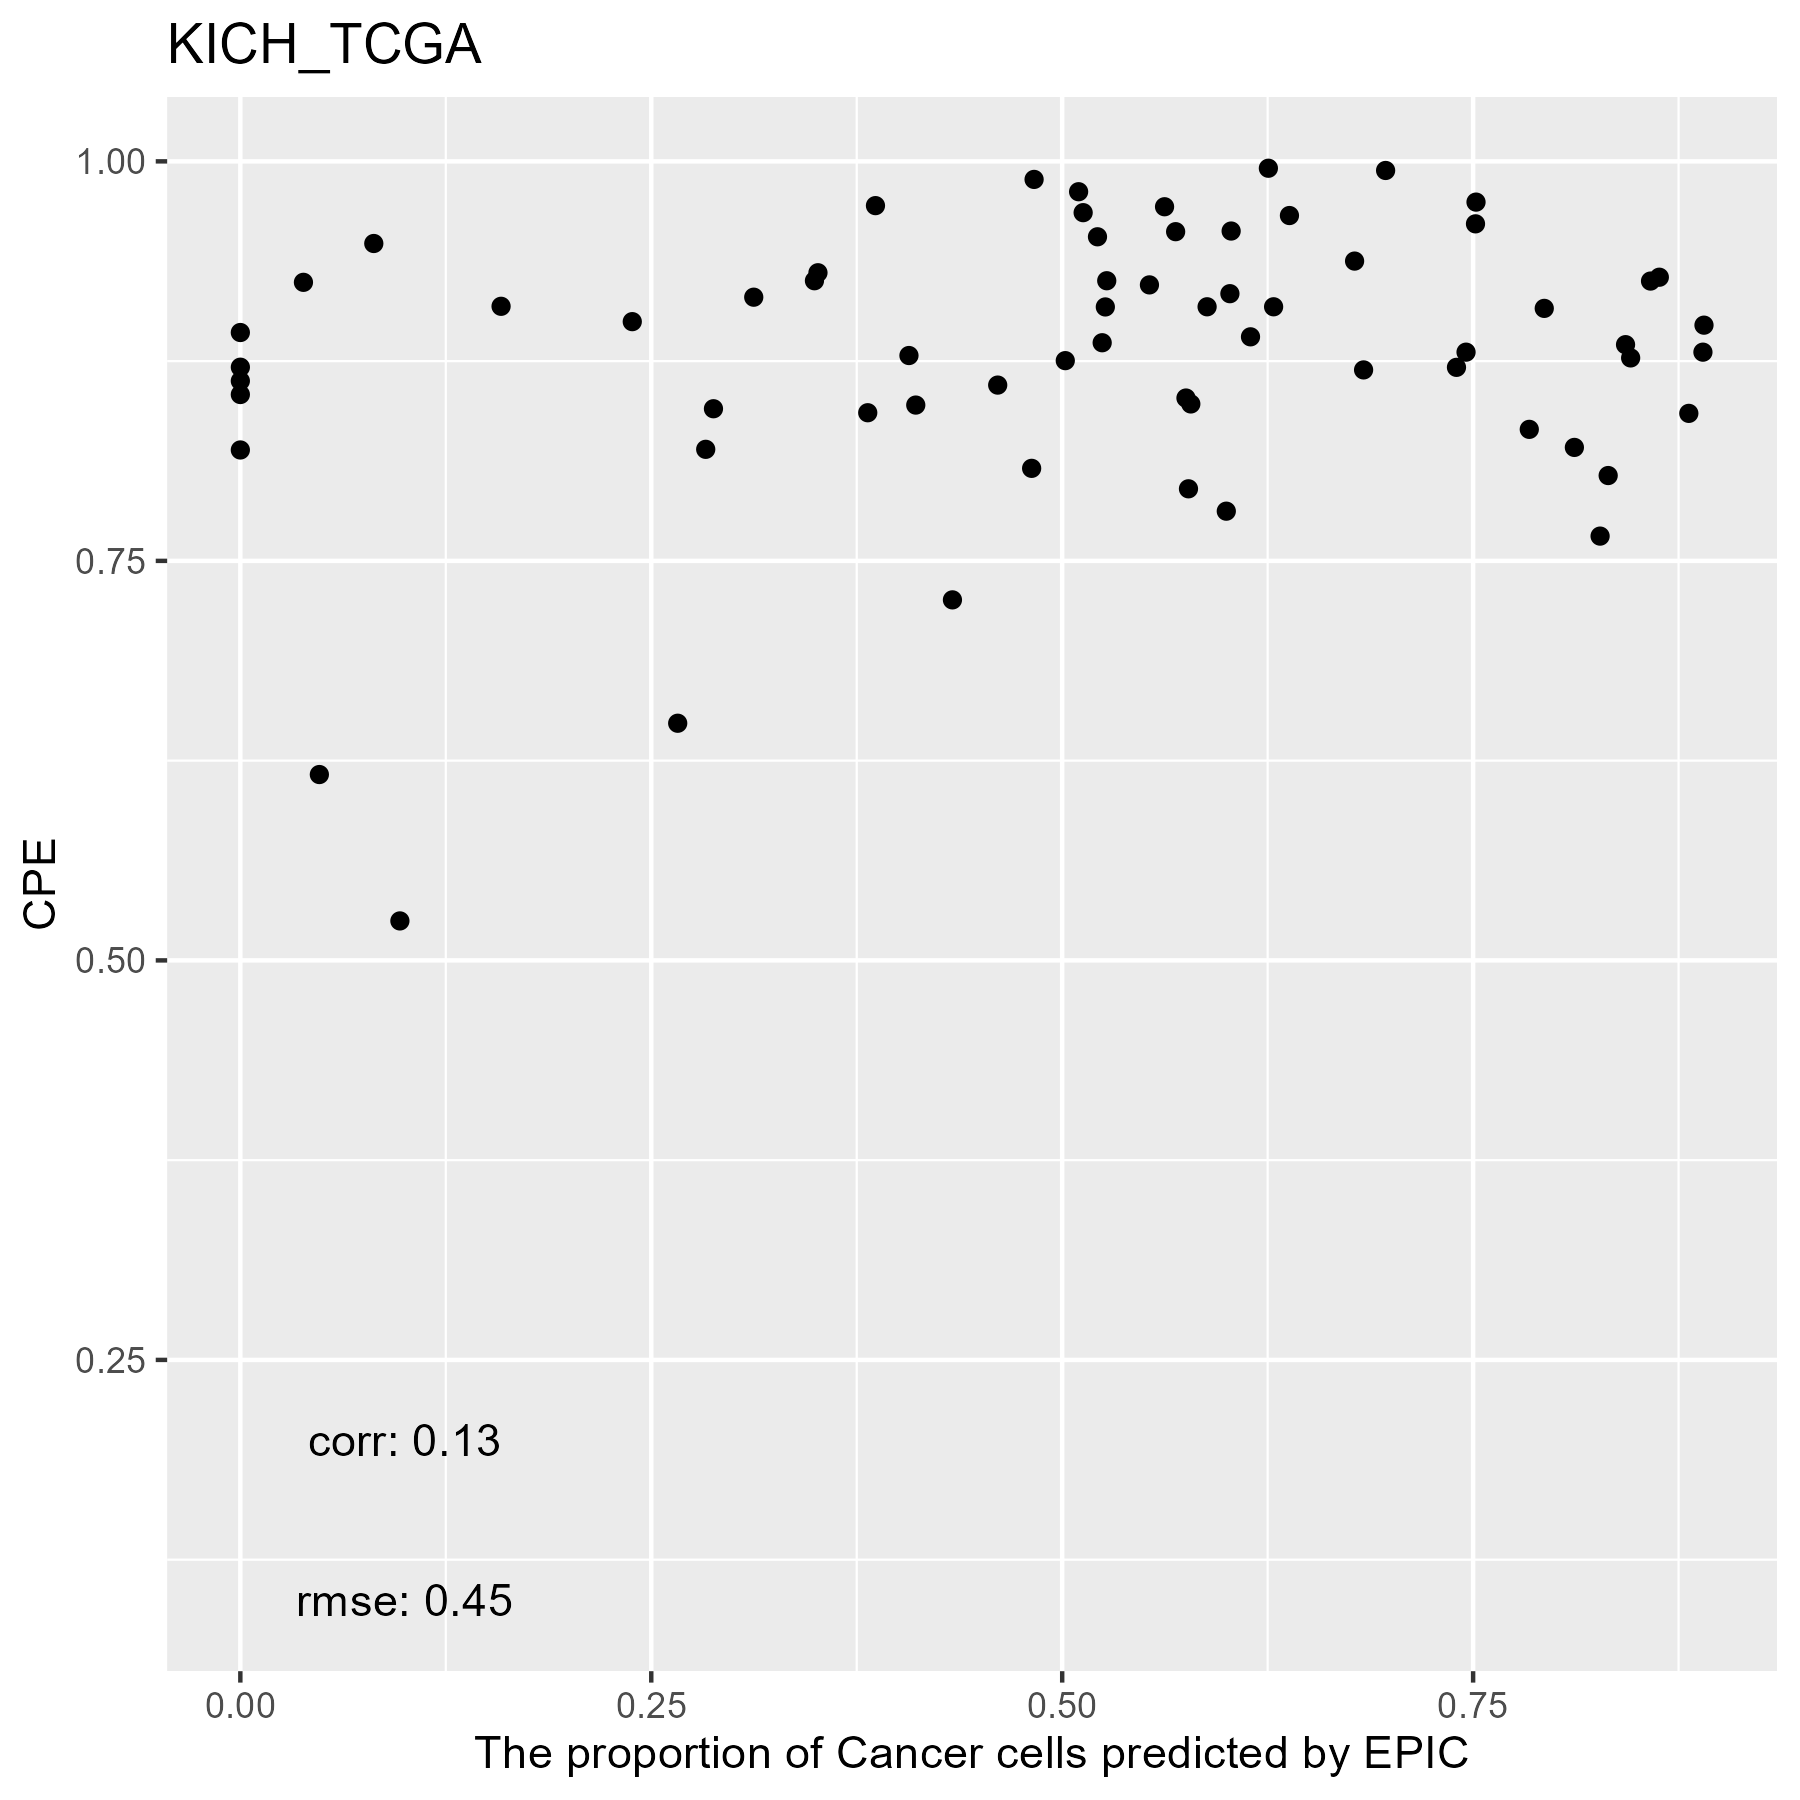 KICH_TCGA
1.00
0.75
0.50
0.25
CPE
corr: 0.13
rmse: 0.45
0.00 0.25 0.50 0.75
The proportion of Cancer cells predicted by EPIC